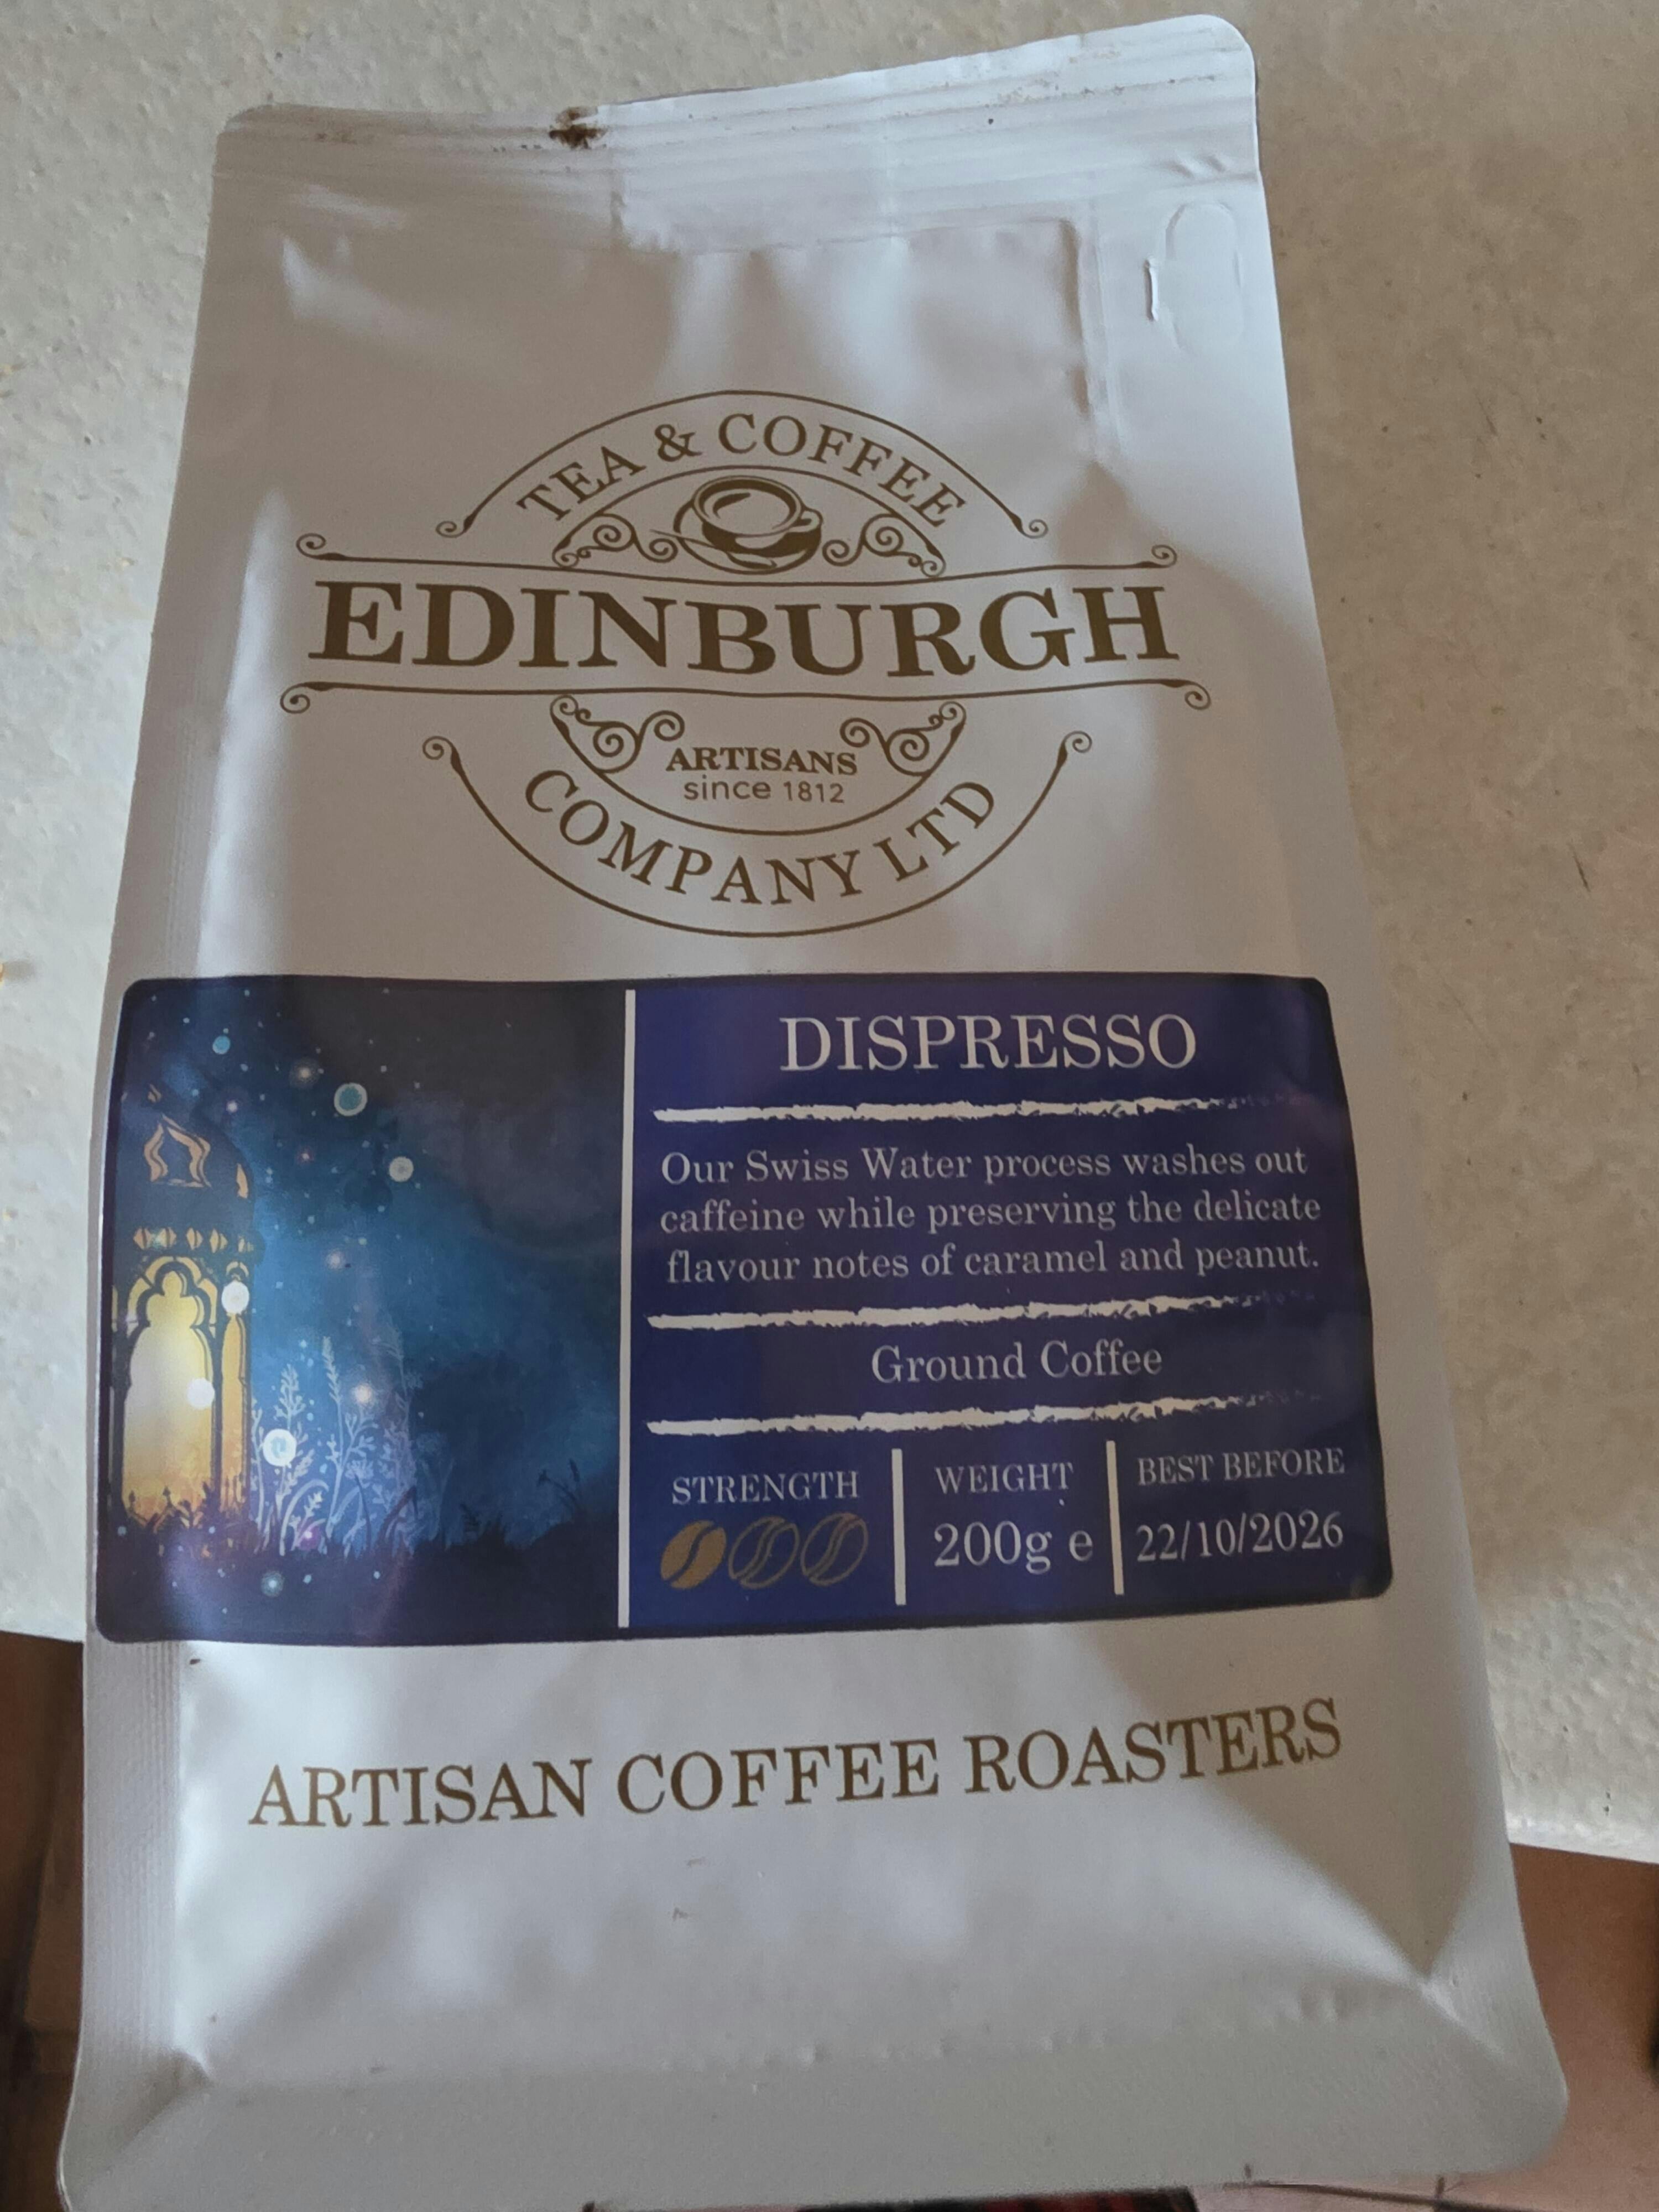 TEA & COFFEE
EDINBURGH
ARTISANS
since 1812
COMPANY LTD
DISPRESSO
Our Swiss Water process washes out
caffeine while preserving the delicate
flavour notes of caramel and peanut.
Ground Coffee
STRENGTH
WEIGHT
200g e
BEST BEFORE
22/10/2026
ARTISAN COFFEE ROASTERS